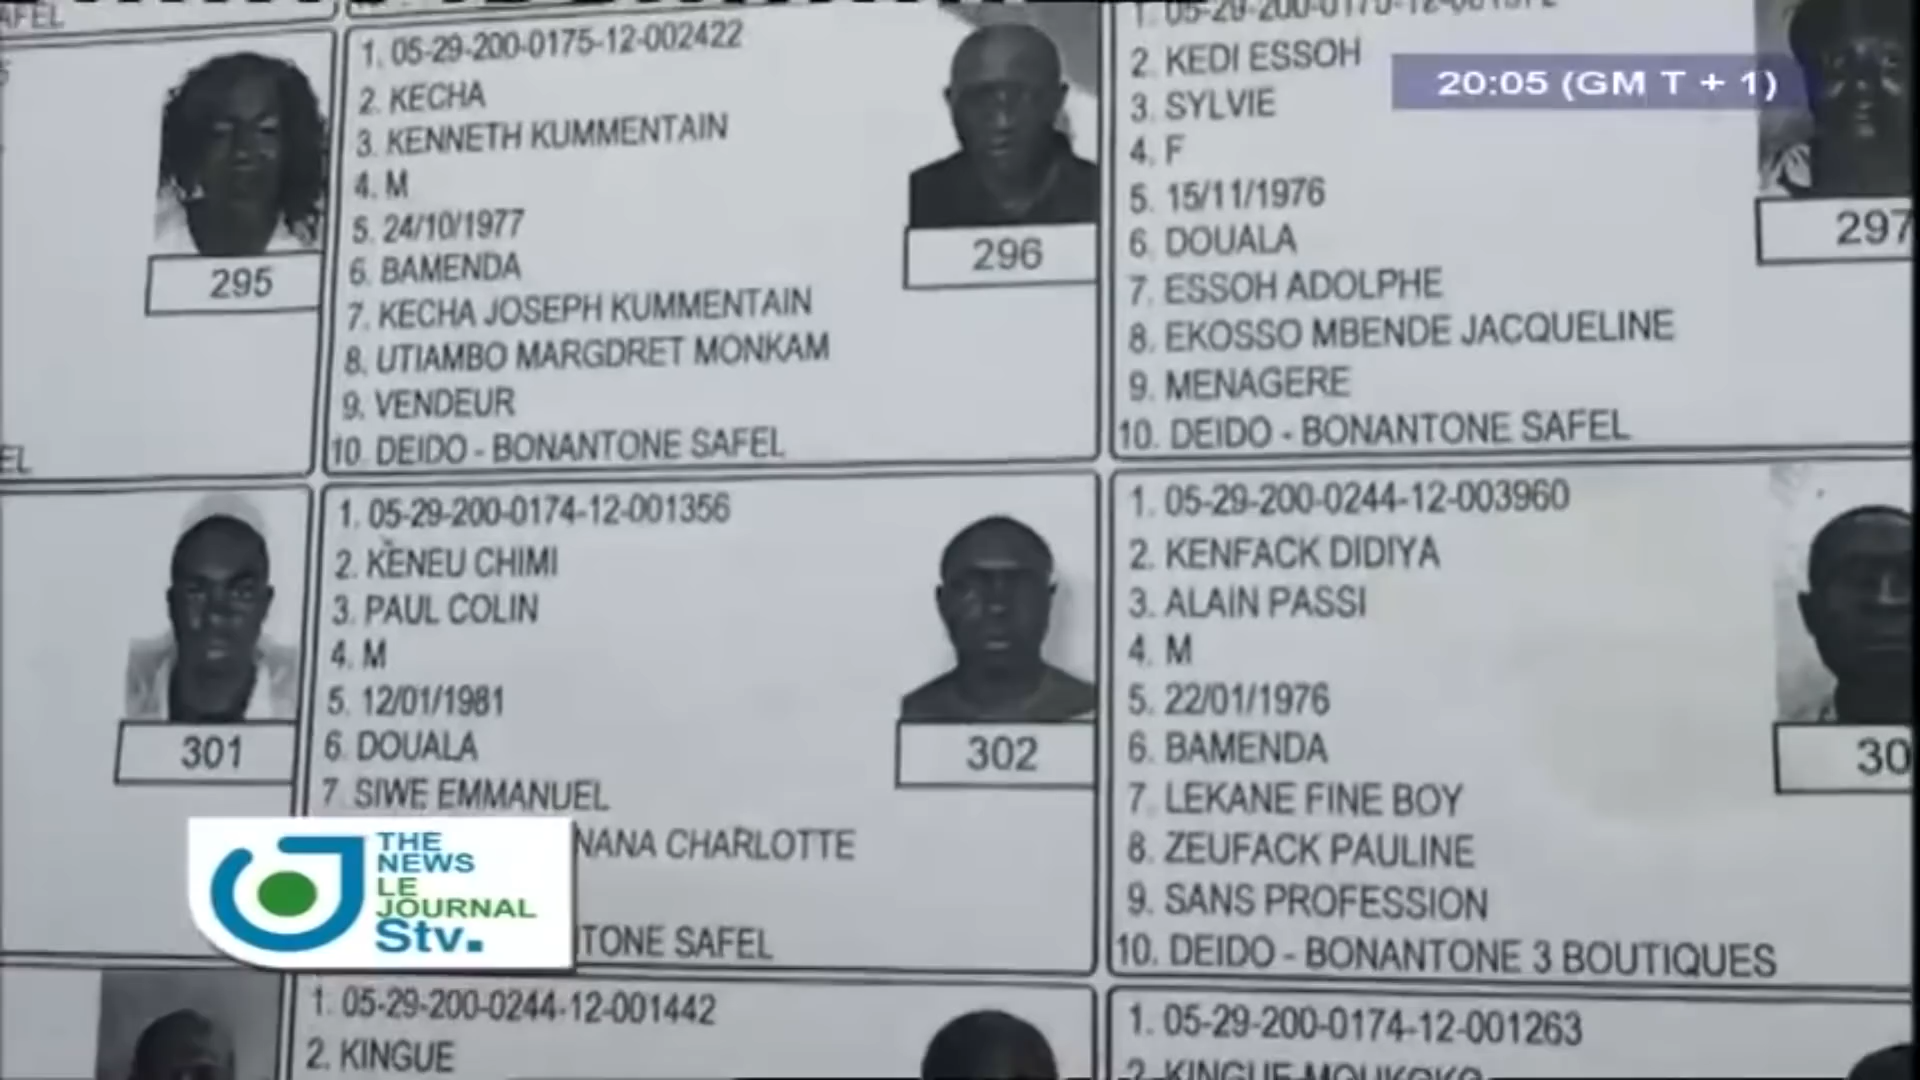 AFEL
20:05 (GM T + 1)
295
1. 05-29-200-0175-12-002422
2. KECHA
3. KENNETH KUMMENTAIN
4. M
5. 24/10/1977
6. BAMENDA
7. KECHA JOSEPH KUMMENTAIN
8. UTIAMBO MARGDRET MONKAM
9. VENDEUR
10. DEIDO - BONANTONE SAFEL
296
2. KEDI ESSOH
3. SYLVIE
4. F
5. 15/11/1976
6. DOUALA
7. ESSOH ADOLPHE
8. EKOSSO MBENDE JACQUELINE
9. MENAGERE
10. DEIDO - BONANTONE SAFEL
297
EL
301
1. 05-29-200-0174-12-001356
2. KENEU CHIMI
3. PAUL COLIN
4. M
5. 12/01/1981
6. DOUALA
7. SIWE EMMANUEL
NANA CHARLOTTE
TONE SAFEL
302
1. 05-29-200-0244-12-003960
2. KENFACK DIDIYA
3. ALAIN PASSI
4. M
5. 22/01/1976
6. BAMENDA
7. LEKANE FINE BOY
8. ZEUFACK PAULINE
9. SANS PROFESSION
10. DEIDO - BONANTONE 3 BOUTIQUES
30
THE
NEWS
LE
JOURNAL
Stv.
1. 05-29-200-0244-12-001442
2. KINGUE
1. 05-29-200-0174-12-001263
2. KINGUE MOUKOKO